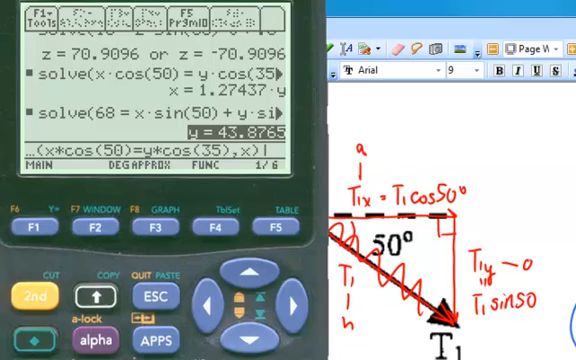 F1▾ Tools
F5 PrgmIO
z = 70.9096 or z = -70.9096
solve(x·cos(50) = y·cos(35▸
x = 1.27437·y
solve(68 = x·sin(50) + y·si▸
y = 43.8765
...(x*cos(50)=y*cos(35),x)|
MAIN DEGAPPROX FUNC 1/6
F6 Y= F7 WINDOW F8 GRAPH TblSet TABLE
F1 F2 F3 F4 F5
CUT COPY QUIT PASTE
2nd ESC
a-lock
alpha APPS
Page W
Arial 9 B I U S
a
T₁x = T₁cos50°
50°
T₁y – o
T₁ sin50
T₁
h
T₁